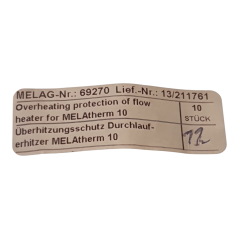 MELAG-Nr.: 69270 Lief.-Nr.: 13/211761
Overheating protection of flow
heater for MELAtherm 10
10
STÜCK
Überhitzungsschutz Durchlauf-
erhitzer MELAtherm 10